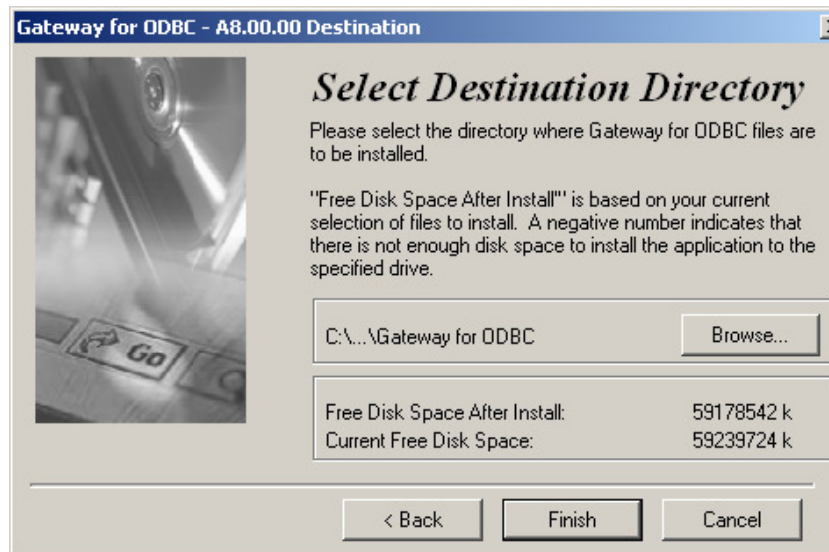 Gateway for ODBC - A8.00.00 Destination
Select Destination Directory
Please select the directory where Gateway for ODBC files are
to be installed.
"Free Disk Space After Install"' is based on your current
selection of files to install. A negative number indicates that
there is not enough disk space to install the application to the
specified drive.
C:\...\Gateway for ODBC
Browse...
Free Disk Space After Install: 59178542 k
Current Free Disk Space: 59239724 k
Go
< Back Finish Cancel